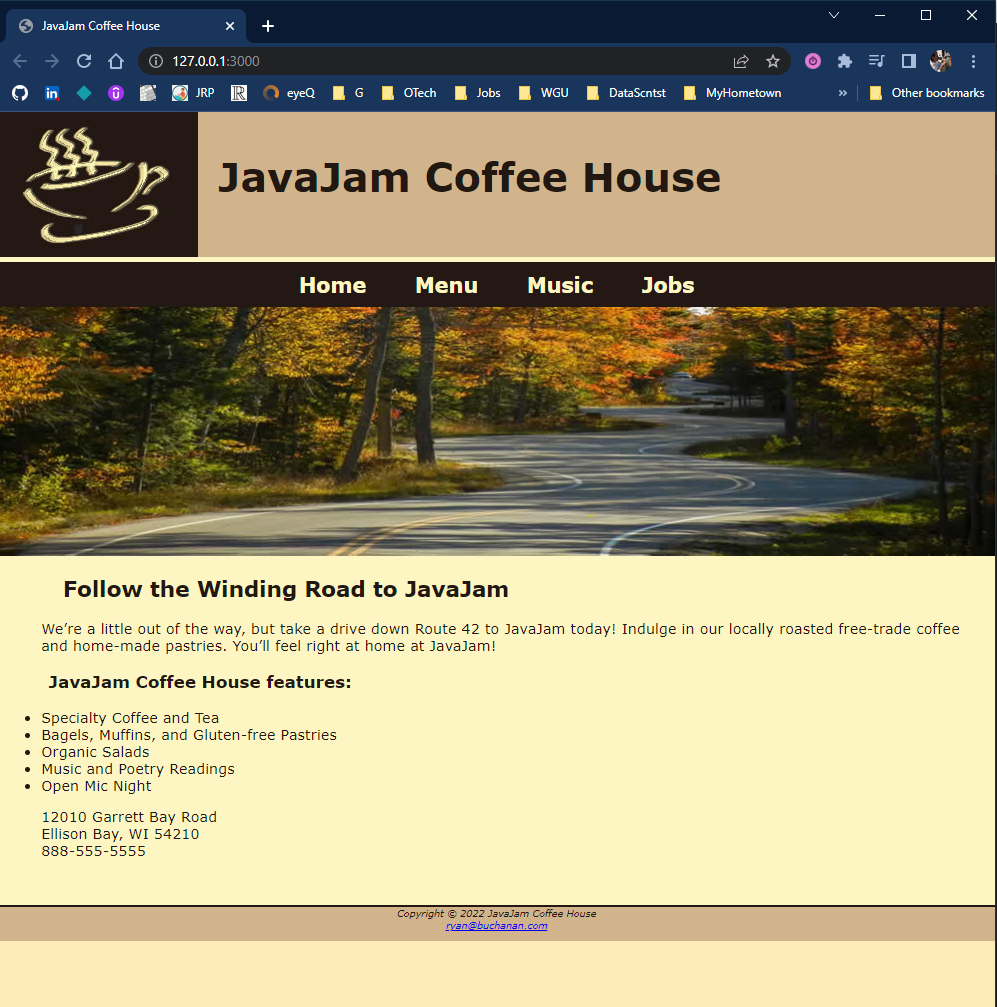 JavaJam Coffee House
127.0.0.1:3000
in JRP R eyeQ G OTech Jobs WGU DataScntst MyHometown » Other bookmarks
JavaJam Coffee House
Home Menu Music Jobs
Follow the Winding Road to JavaJam
We’re a little out of the way, but take a drive down Route 42 to JavaJam today! Indulge in our locally roasted free-trade coffee
and home-made pastries. You’ll feel right at home at JavaJam!
JavaJam Coffee House features:
• Specialty Coffee and Tea
• Bagels, Muffins, and Gluten-free Pastries
• Organic Salads
• Music and Poetry Readings
• Open Mic Night
12010 Garrett Bay Road
Ellison Bay, WI 54210
888-555-5555
Copyright © 2022 JavaJam Coffee House
ryan@buchanan.com